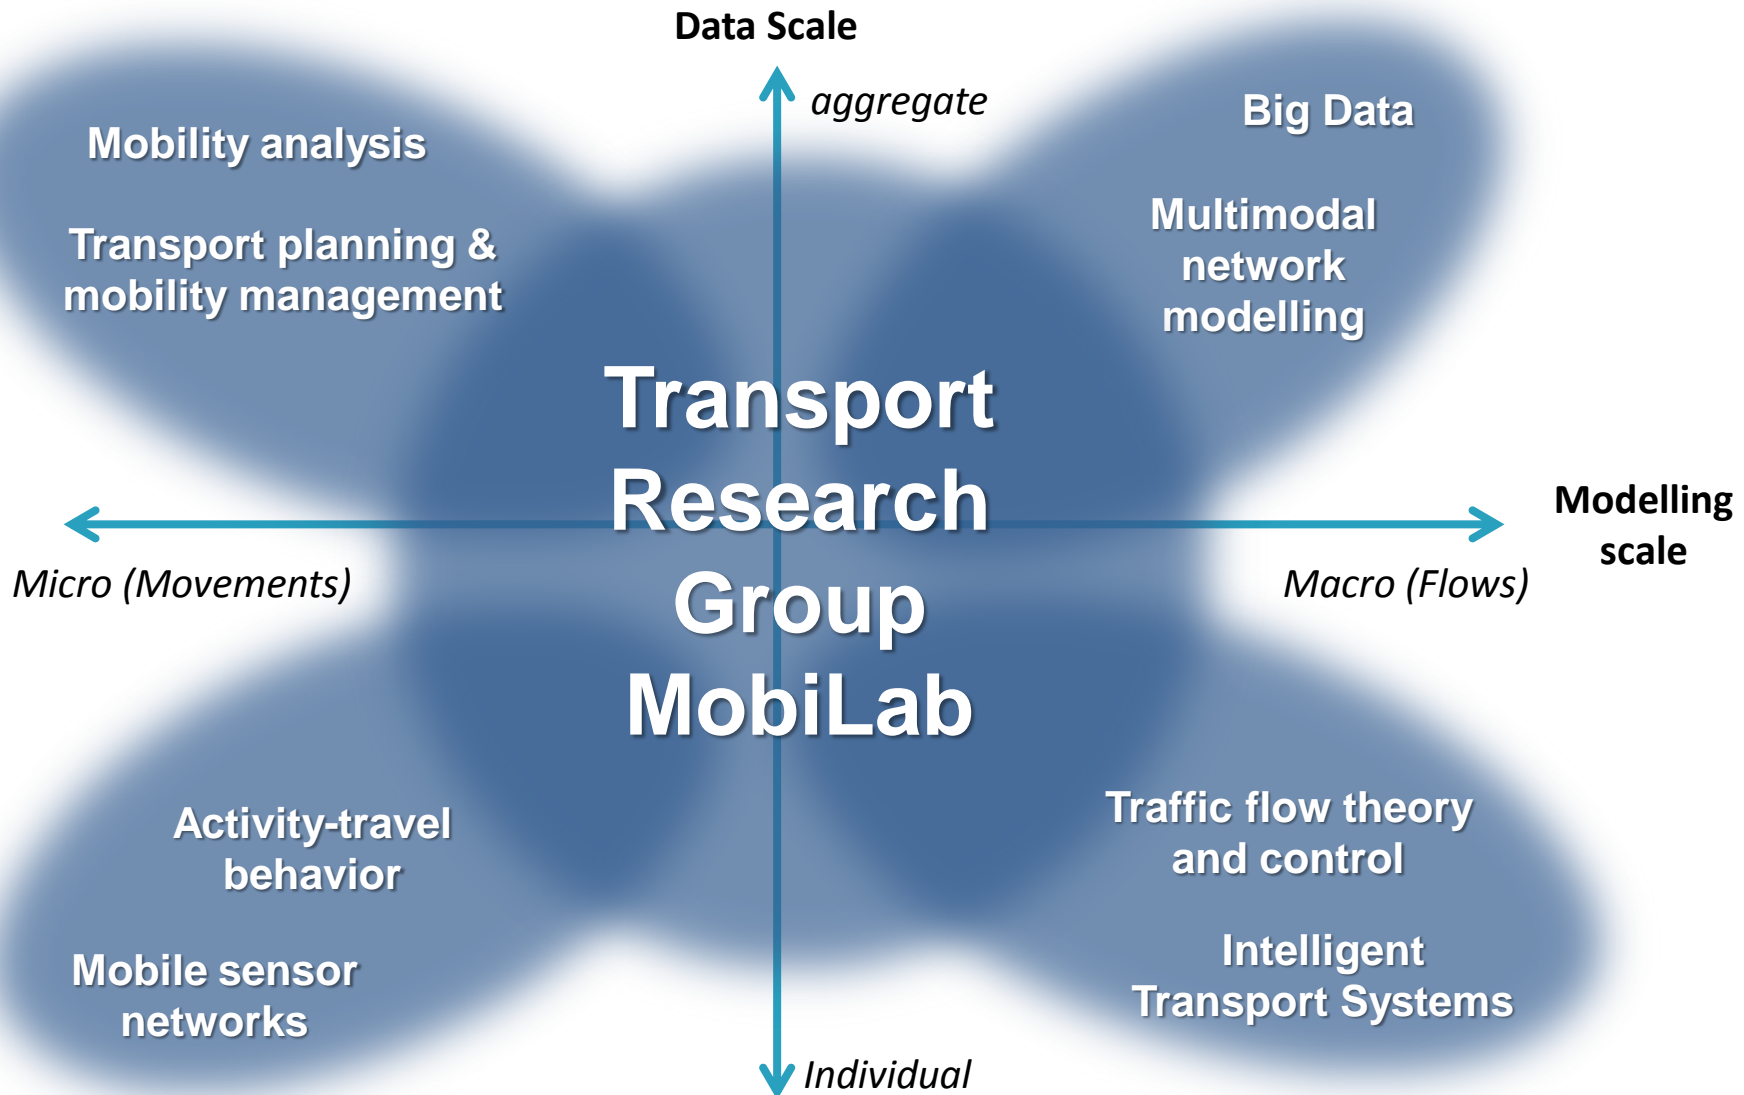 Data Scale
aggregate
Mobility analysis
Transport planning &
mobility management
Big Data
Multimodal
network
modelling
Transport
Research
Group
MobiLab
Modelling
scale
Micro (Movements)
Macro (Flows)
Activity-travel
behavior
Mobile sensor
networks
Traffic flow theory
and control
Intelligent
Transport Systems
Individual